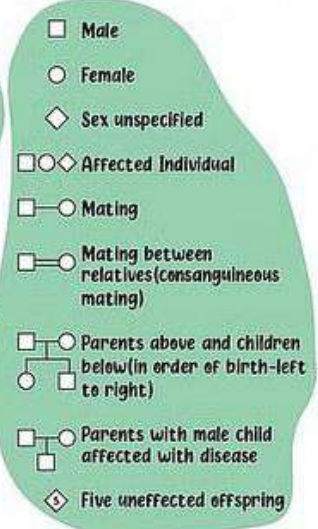 Male
Female
Sex unspecified
Affected Individual
Mating
Mating between
relatives(consanguineous
mating)
Parents above and children
below(in order of birth-left
to right)
Parents with male child
affected with disease
5 Five uneffected offspring